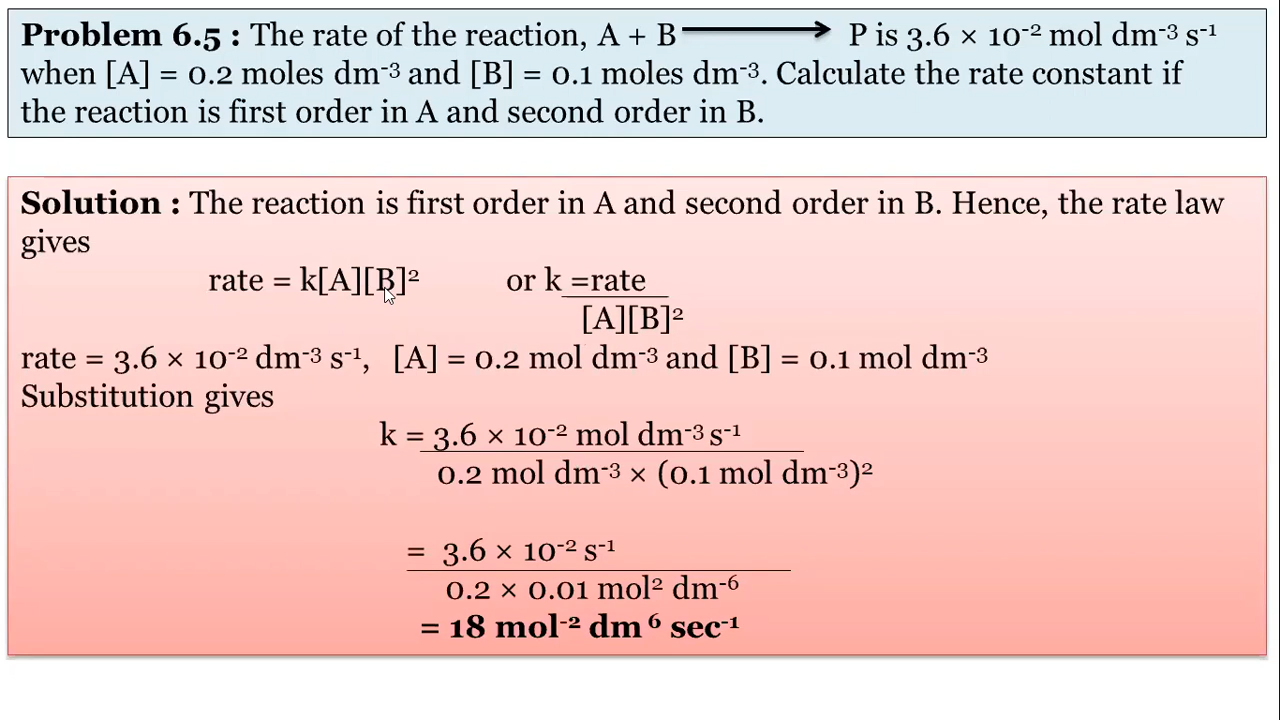 Problem 6.5 : The rate of the reaction, A + B ⟶ P is 3.6 × 10⁻² mol dm⁻³ s⁻¹
when [A] = 0.2 moles dm⁻³ and [B] = 0.1 moles dm⁻³. Calculate the rate constant if
the reaction is first order in A and second order in B.
Solution : The reaction is first order in A and second order in B. Hence, the rate law
gives
rate = k[A][B]² or k =rate
[A][B]²
rate = 3.6 × 10⁻² dm⁻³ s⁻¹, [A] = 0.2 mol dm⁻³ and [B] = 0.1 mol dm⁻³
Substitution gives
k = 3.6 × 10⁻² mol dm⁻³ s⁻¹
0.2 mol dm⁻³ × (0.1 mol dm⁻³)²
= 3.6 × 10⁻² s⁻¹
0.2 × 0.01 mol² dm⁻⁶
= 18 mol⁻² dm ⁶ sec⁻¹